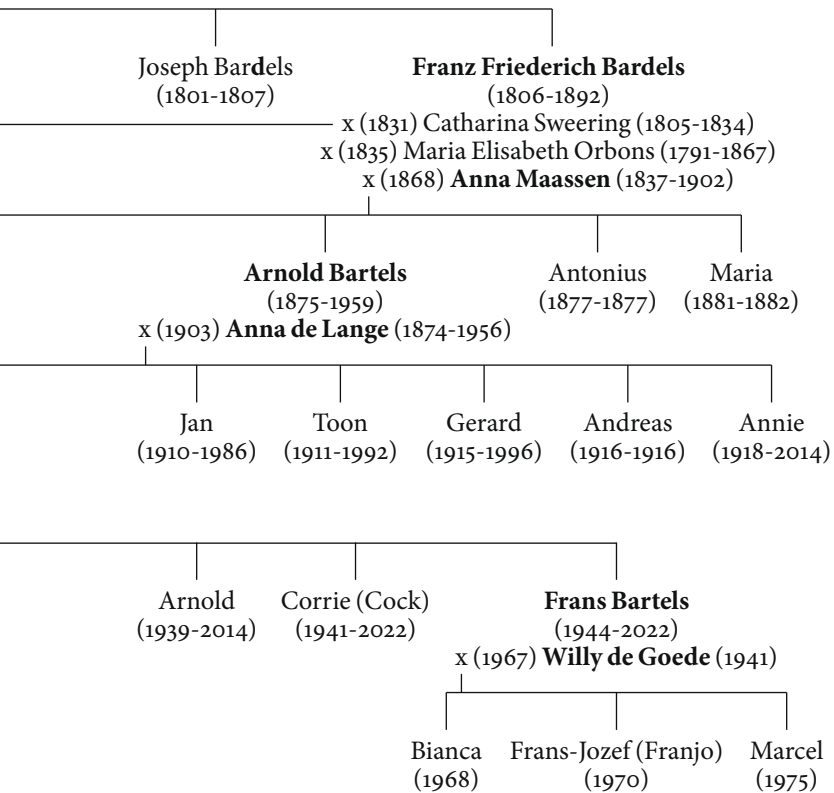 Joseph Bardels
(1801-1807)
Franz Friederich Bardels
(1806-1892)
x (1831) Catharina Sweering (1805-1834)
x (1835) Maria Elisabeth Orbons (1791-1867)
x (1868) Anna Maassen (1837-1902)
Arnold Bartels
(1875-1959)
x (1903) Anna de Lange (1874-1956)
Antonius
(1877-1877)
Maria
(1881-1882)
Jan
(1910-1986)
Toon
(1911-1992)
Gerard
(1915-1996)
Andreas
(1916-1916)
Annie
(1918-2014)
Arnold
(1939-2014)
Corrie (Cock)
(1941-2022)
Frans Bartels
(1944-2022)
x (1967) Willy de Goede (1941)
Bianca
(1968)
Frans-Jozef (Franjo)
(1970)
Marcel
(1975)